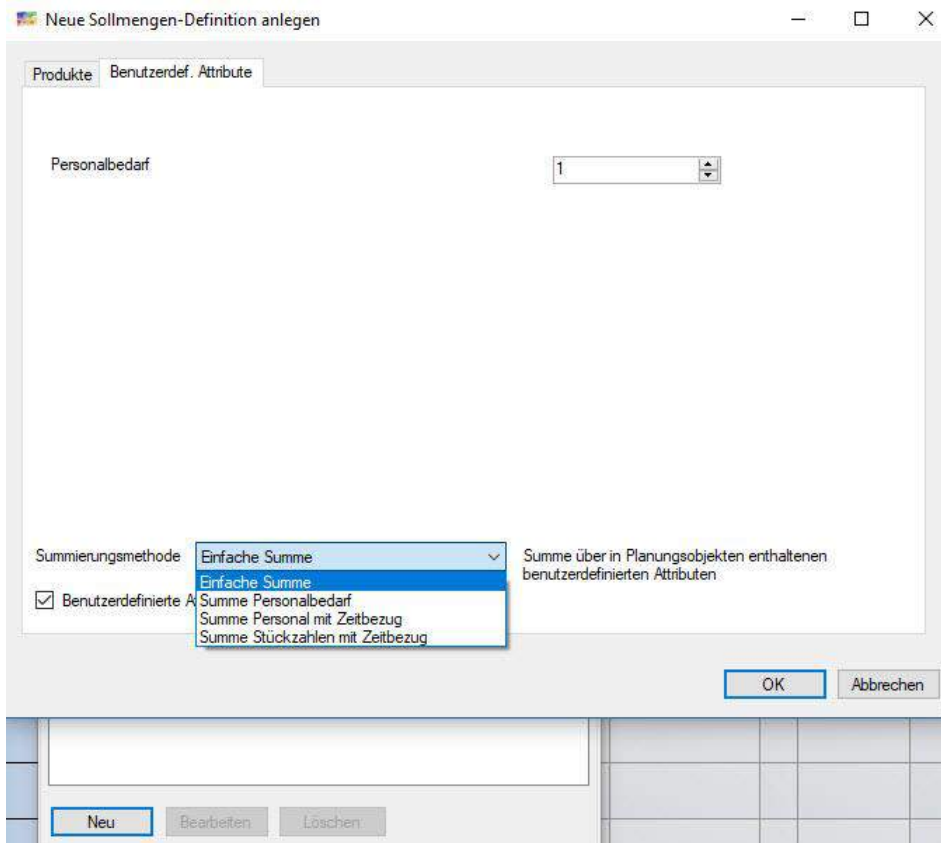 Neue Sollmengen-Definition anlegen
Produkte Benutzerdef. Attribute
Personalbedarf 1
Summierungsmethode Einfache Summe Summe über in Planungsobjekten enthaltenen
benutzerdefinierten Attributen
Einfache Summe
Benutzerdefinierte A Summe Personalbedarf
Summe Personal mit Zeitbezug
Summe Stückzahlen mit Zeitbezug
OK Abbrechen
Neu Bearbeiten Löschen